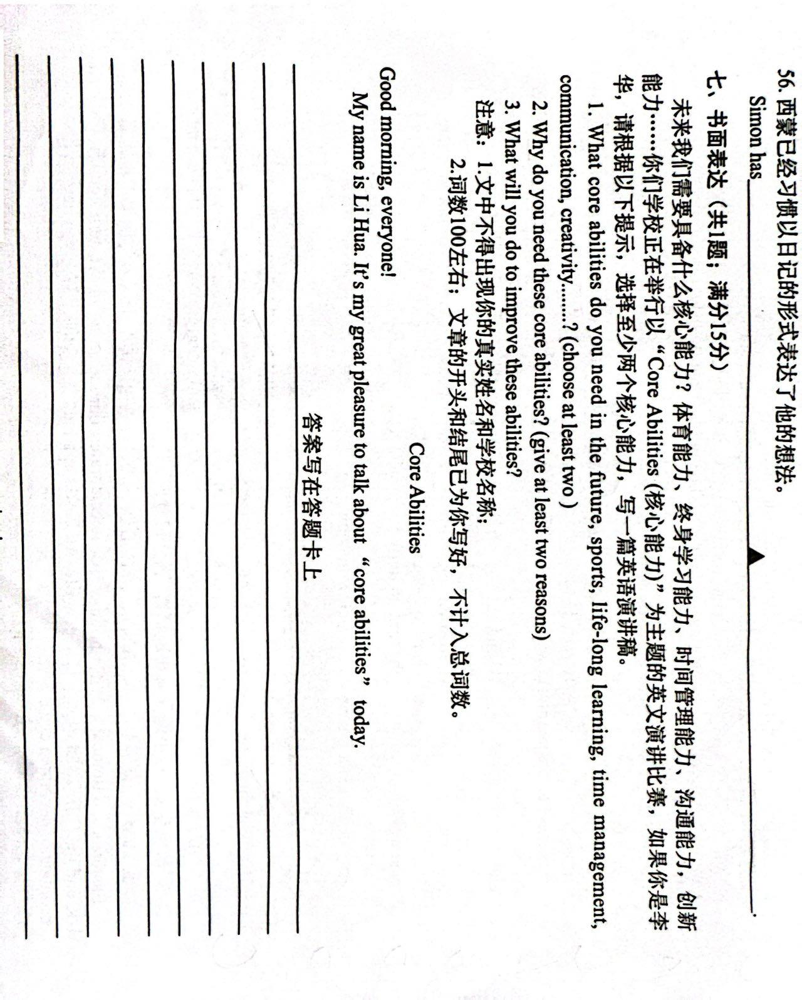 56. 西蒙已经习惯以日记的形式表达了他的想法。
Simon has ▲ .
七、书面表达（共1题；满分15分）
未来我们需要具备什么核心能力？体育能力、终身学习能力、时间管理能力、沟通能力，创新
能力……你们学校正在举行以“Core Abilities (核心能力)”为主题的英文演讲比赛，如果你是李
华，请根据以下提示，选择至少两个核心能力，写一篇英语演讲稿。
1. What core abilities do you need in the future, sports, life-long learning, time management,
communication, creativity........? (choose at least two )
2. Why do you need these core abilities? (give at least two reasons)
3. What will you do to improve these abilities?
注意：1.文中不得出现你的真实姓名和学校名称；
2.词数100左右；文章的开头和结尾已为你写好，不计入总词数。
Core Abilities
Good morning, everyone!
My name is Li Hua. It's my great pleasure to talk about “core abilities” today.
答案写在答题卡上